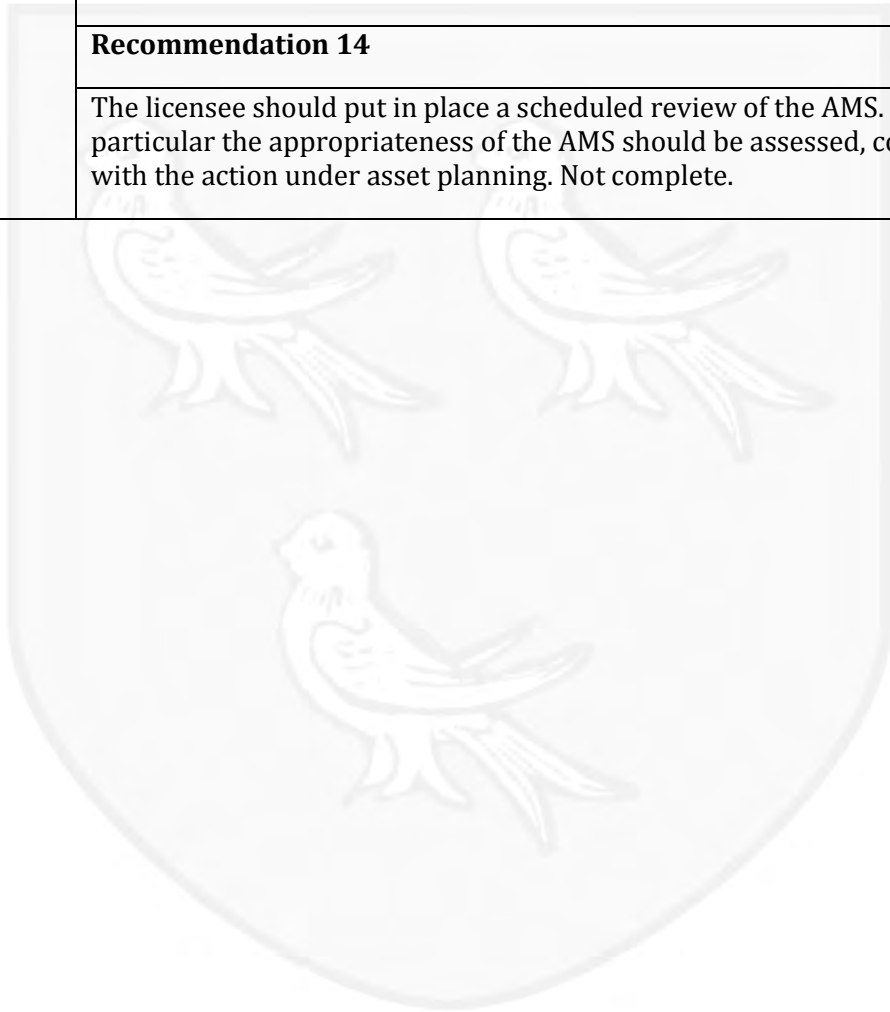 Recommendation 14
The licensee should put in place a scheduled review of the AMS.
particular the appropriateness of the AMS should be assessed,
with the action under asset planning. Not complete.